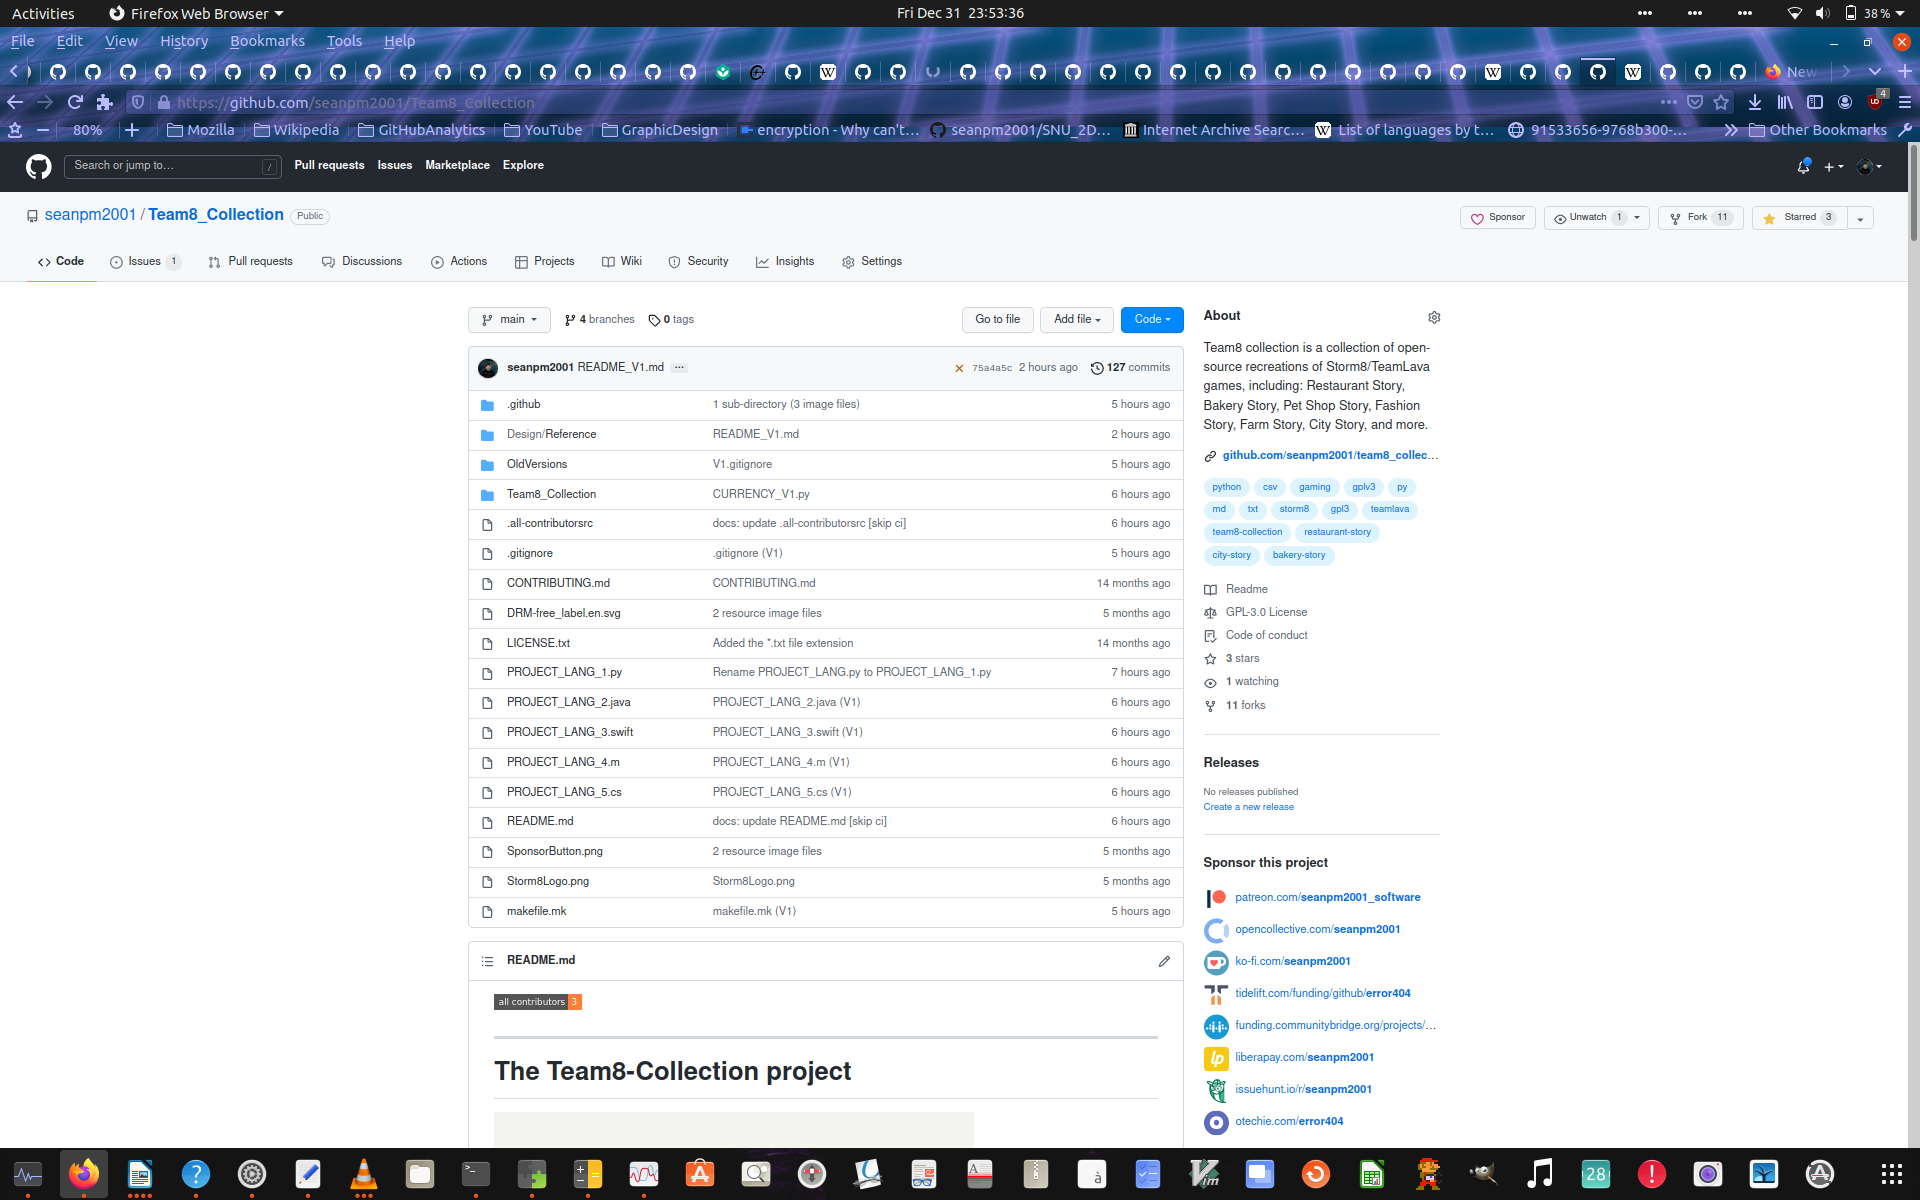 Activities Firefox Web Browser Fri Dec 31 23:53:36 38 %
File Edit View History Bookmarks Tools Help
New
https://github.com/seanpm2001/Team8_Collection 4
80% Mozilla Wikipedia GitHubAnalytics YouTube GraphicDesign encryption - Why can't... seanpm2001/SNU_2D... Internet Archive Searc... List of languages by t... 91533656-9768b300-... Other Bookmarks
Search or jump to... / Pull requests Issues Marketplace Explore
seanpm2001 / Team8_Collection Public Sponsor Unwatch 1 Fork 11 Starred 3
Code Issues 1 Pull requests Discussions Actions Projects Wiki Security Insights Settings
main 4 branches 0 tags Go to file Add file Code
seanpm2001 README_V1.md ... 75a4a5c 2 hours ago 127 commits
.github 1 sub-directory (3 image files) 5 hours ago
Design/Reference README_V1.md 2 hours ago
OldVersions V1.gitignore 5 hours ago
Team8_Collection CURRENCY_V1.py 6 hours ago
.all-contributorsrc docs: update .all-contributorsrc [skip ci] 6 hours ago
.gitignore .gitignore (V1) 5 hours ago
CONTRIBUTING.md CONTRIBUTING.md 14 months ago
DRM-free_label.en.svg 2 resource image files 5 months ago
LICENSE.txt Added the *.txt file extension 14 months ago
PROJECT_LANG_1.py Rename PROJECT_LANG.py to PROJECT_LANG_1.py 7 hours ago
PROJECT_LANG_2.java PROJECT_LANG_2.java (V1) 6 hours ago
PROJECT_LANG_3.swift PROJECT_LANG_3.swift (V1) 6 hours ago
PROJECT_LANG_4.m PROJECT_LANG_4.m (V1) 6 hours ago
PROJECT_LANG_5.cs PROJECT_LANG_5.cs (V1) 6 hours ago
README.md docs: update README.md [skip ci] 6 hours ago
SponsorButton.png 2 resource image files 5 months ago
Storm8Logo.png Storm8Logo.png 5 months ago
makefile.mk makefile.mk (V1) 5 hours ago
README.md
all contributors 3
The Team8-Collection project
About
Team8 collection is a collection of open-
source recreations of Storm8/TeamLava
games, including: Restaurant Story,
Bakery Story, Pet Shop Story, Fashion
Story, Farm Story, City Story, and more.
github.com/seanpm2001/team8_collec...
python csv gaming gplv3 py
md txt storm8 gpl3 teamlava
team8-collection restaurant-story
city-story bakery-story
Readme
GPL-3.0 License
Code of conduct
3 stars
1 watching
11 forks
Releases
No releases published
Create a new release
Sponsor this project
patreon.com/seanpm2001_software
opencollective.com/seanpm2001
ko-fi.com/seanpm2001
tidelift.com/funding/github/error404
funding.communitybridge.org/projects/...
liberapay.com/seanpm2001
issuehunt.io/r/seanpm2001
otechie.com/error404
28